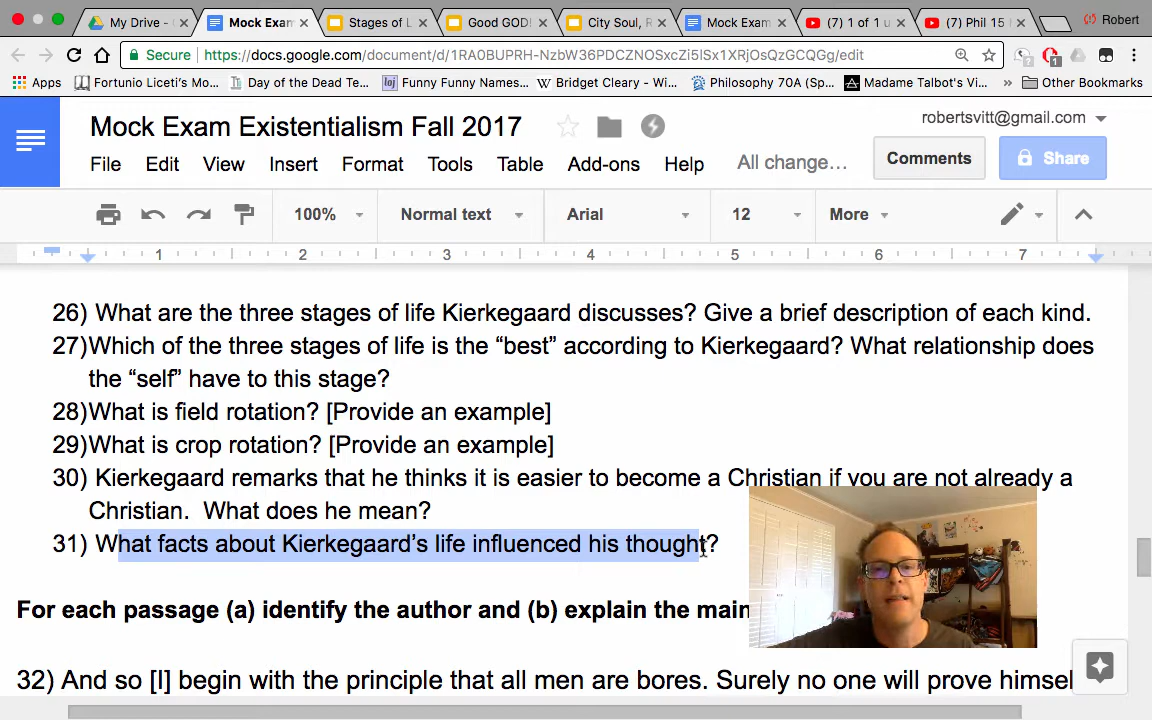 My Drive -
Mock Exam
Stages of L
Good GOD!
City Soul, R
Mock Exam
(7) 1 of 1 u
(7) Phil 15
Robert
Secure
https://docs.google.com/document/d/1RA0BUPRH-NzbW36PDCZNOSxcZi5lSx1XRjOsQzGCQGg/edit
Apps
Fortunio Liceti's Mo...
Day of the Dead Te...
Funny Funny Names...
Bridget Cleary - Wi...
Philosophy 70A (Sp...
Madame Talbot's Vi...
»
Other Bookmarks
Mock Exam Existentialism Fall 2017
robertsvitt@gmail.com
File Edit View Insert Format Tools Table Add-ons Help All change...
Comments
Share
100% Normal text Arial 12 More
1 2 3 4 5 6 7
26) What are the three stages of life Kierkegaard discusses? Give a brief description of each kind.
27)Which of the three stages of life is the “best” according to Kierkegaard? What relationship does
the “self” have to this stage?
28)What is field rotation? [Provide an example]
29)What is crop rotation? [Provide an example]
30) Kierkegaard remarks that he thinks it is easier to become a Christian if you are not already a
Christian. What does he mean?
31) What facts about Kierkegaard’s life influenced his thought?
For each passage (a) identify the author and (b) explain the main
32) And so [I] begin with the principle that all men are bores. Surely no one will prove himsel